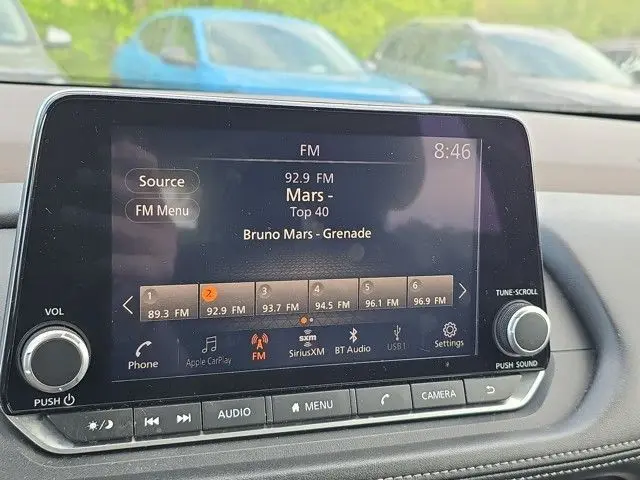 FM 8:46
Source
FM Menu
92.9 FM
Mars -
Top 40
Bruno Mars - Grenade
1 2 3 4 5 6
89.3 FM 92.9 FM 93.7 FM 94.5 FM 96.1 FM 96.9 FM
Phone Apple CarPlay FM sxm SiriusXM BT Audio USB1 Settings
VOL
PUSH
TUNE-SCROLL
PUSH SOUND
AUDIO MENU CAMERA